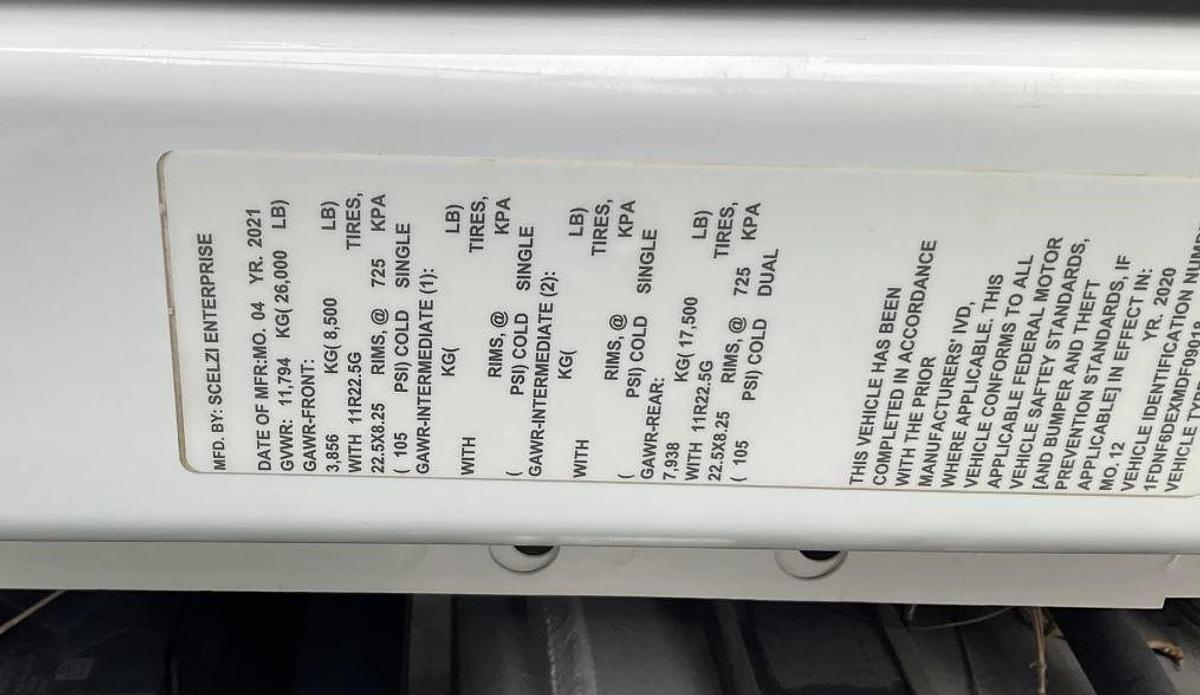 MFD. BY: SCELZI ENTERPRISE
DATE OF MFR:MO. 04 YR. 2021
GVWR: 11,794 KG( 26,000 LB)
GAWR-FRONT:
3,856 KG( 8,500 LB)
WITH 11R22.5G TIRES,
22.5X8.25 RIMS, @ 725 KPA
( 105 PSI) COLD SINGLE
GAWR-INTERMEDIATE (1):
KG( LB)
WITH TIRES,
RIMS, @ KPA
( PSI) COLD SINGLE
GAWR-INTERMEDIATE (2):
KG( LB)
WITH TIRES,
RIMS, @ KPA
( PSI) COLD SINGLE
GAWR-REAR:
7,938 KG( 17,500 LB)
WITH 11R22.5G TIRES,
22.5X8.25 RIMS, @ 725 KPA
( 105 PSI) COLD DUAL
THIS VEHICLE HAS BEEN
COMPLETED IN ACCORDANCE
WITH THE PRIOR
MANUFACTURERS' IVD,
WHERE APPLICABLE. THIS
VEHICLE CONFORMS TO ALL
APPLICABLE FEDERAL MOTOR
VEHICLE SAFTEY STANDARDS,
[AND BUMPER AND THEFT
PREVENTION STANDARDS, IF
APPLICABLE] IN EFFECT IN:
MO. 12 YR. 2020
VEHICLE IDENTIFICATION NUMBE
1FDNF6DEXMDF09901
VEHICLE TYPE